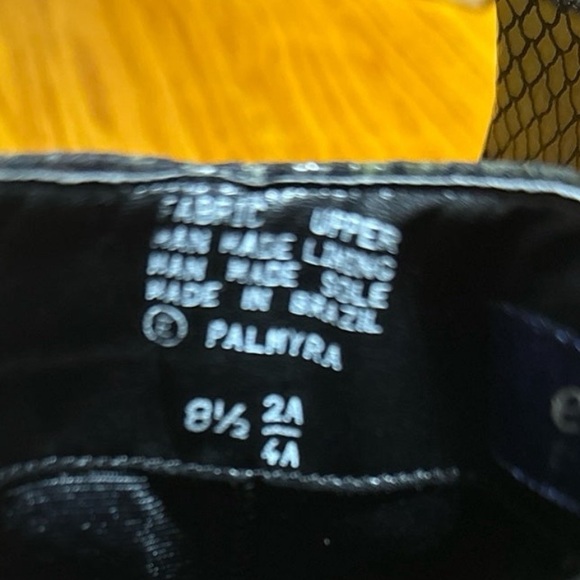 FABRIC UPPER
MAN MADE LINING
MAN MADE SOLE
MADE IN BRAZIL
Ⓔ PALMYRA
8½ 2A
4A